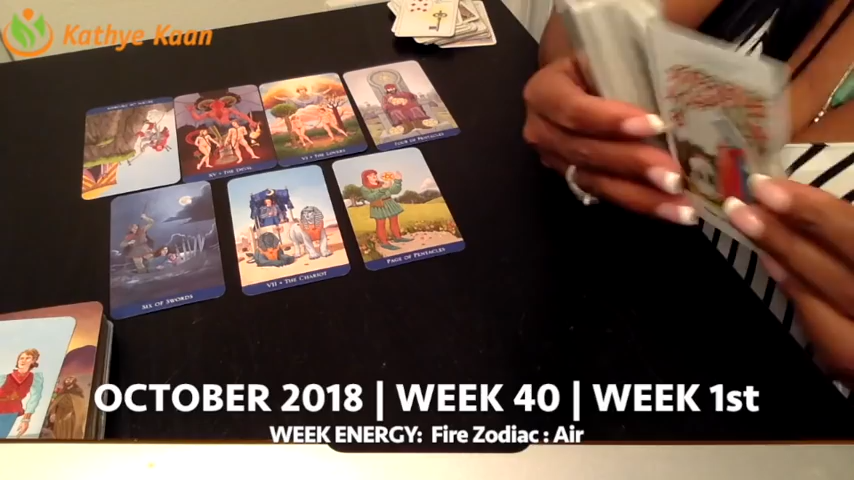 Kathye Kaan
XV • THE DEVIL
VI • THE LOVERS
FOUR OF PENTACLES
SIX OF SWORDS
VII • THE CHARIOT
PAGE OF PENTACLES
OCTOBER 2018 | WEEK 40 | WEEK 1st
WEEK ENERGY: Fire Zodiac : Air